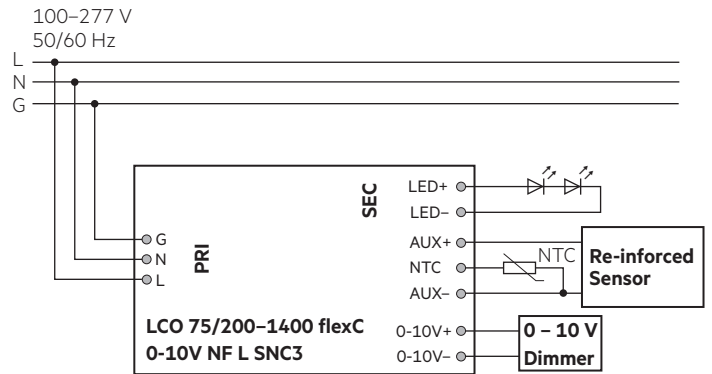 100–277 V
50/60 Hz
L
N
G
PRI
SEC
G
N
L
LED+
LED–
AUX+
NTC
AUX–
0-10V+
0-10V–
NTC
Re-inforced
Sensor
0 – 10 V
Dimmer
LCO 75/200–1400 flexC
0-10V NF L SNC3